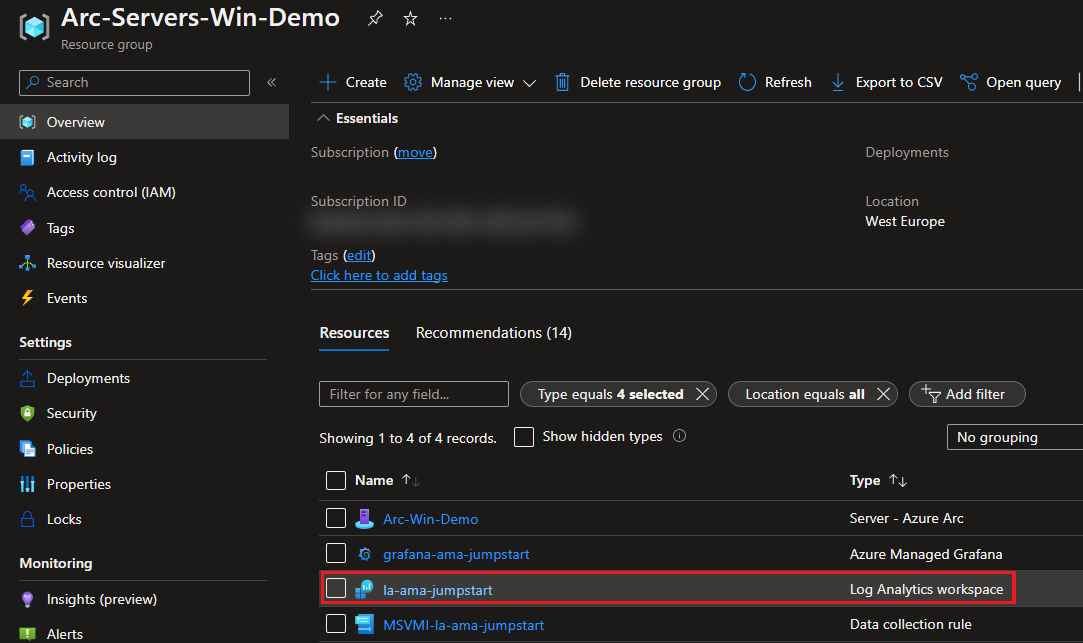 Arc-Servers-Win-Demo
Resource group
Search
Create
Manage view
Delete resource group
Refresh
Export to CSV
Open query
Overview
Activity log
Access control (IAM)
Tags
Resource visualizer
Events
Settings
Deployments
Security
Policies
Properties
Locks
Monitoring
Insights (preview)
Alerts
Essentials
Subscription (move)
Deployments
Subscription ID
Location
West Europe
Tags (edit)
Click here to add tags
Resources
Recommendations (14)
Filter for any field...
Type equals 4 selected
Location equals all
Add filter
Showing 1 to 4 of 4 records.
Show hidden types
No grouping
Name
Type
Arc-Win-Demo
Server - Azure Arc
grafana-ama-jumpstart
Azure Managed Grafana
la-ama-jumpstart
Log Analytics workspace
MSVMI-la-ama-jumpstart
Data collection rule